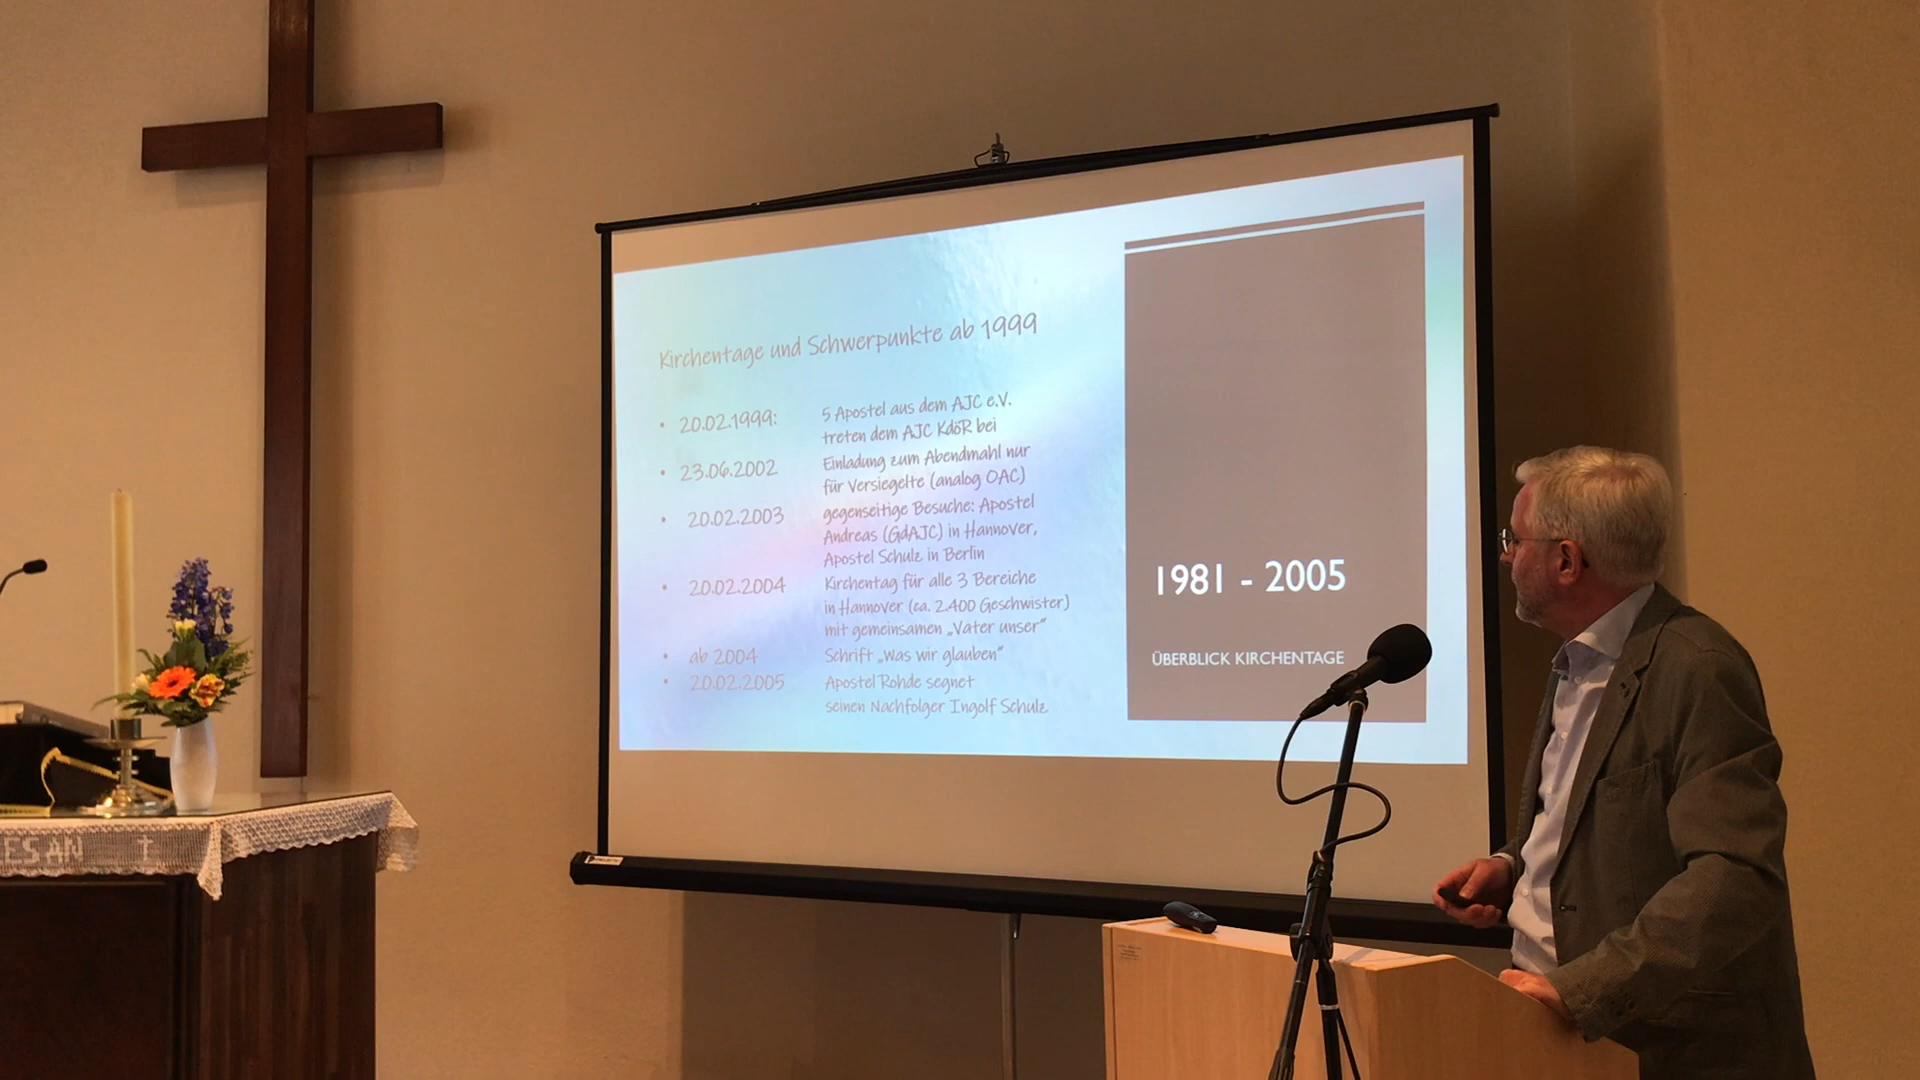 Kirchentage und Schwerpunkte ab 1999
• 20.02.1999: 5 Apostel aus dem AJC e.V.
treten dem AJC KdöR bei
• 23.06.2002 Einladung zum Abendmahl nur
für Versiegelte (analog OAC)
• 20.02.2003 gegenseitige Besuche: Apostel
Andreas (GdAJC) in Hannover,
Apostel Schulz in Berlin
• 20.02.2004 Kirchentag für alle 3 Bereiche
in Hannover (ca. 2.400 Geschwister)
mit gemeinsamen „Vater unser"
• ab 2004 Schrift „Was wir glauben"
• 20.02.2005 Apostel Rohde segnet
seinen Nachfolger Ingolf Schulz
1981 - 2005
ÜBERBLICK KIRCHENTAGE
ESAN